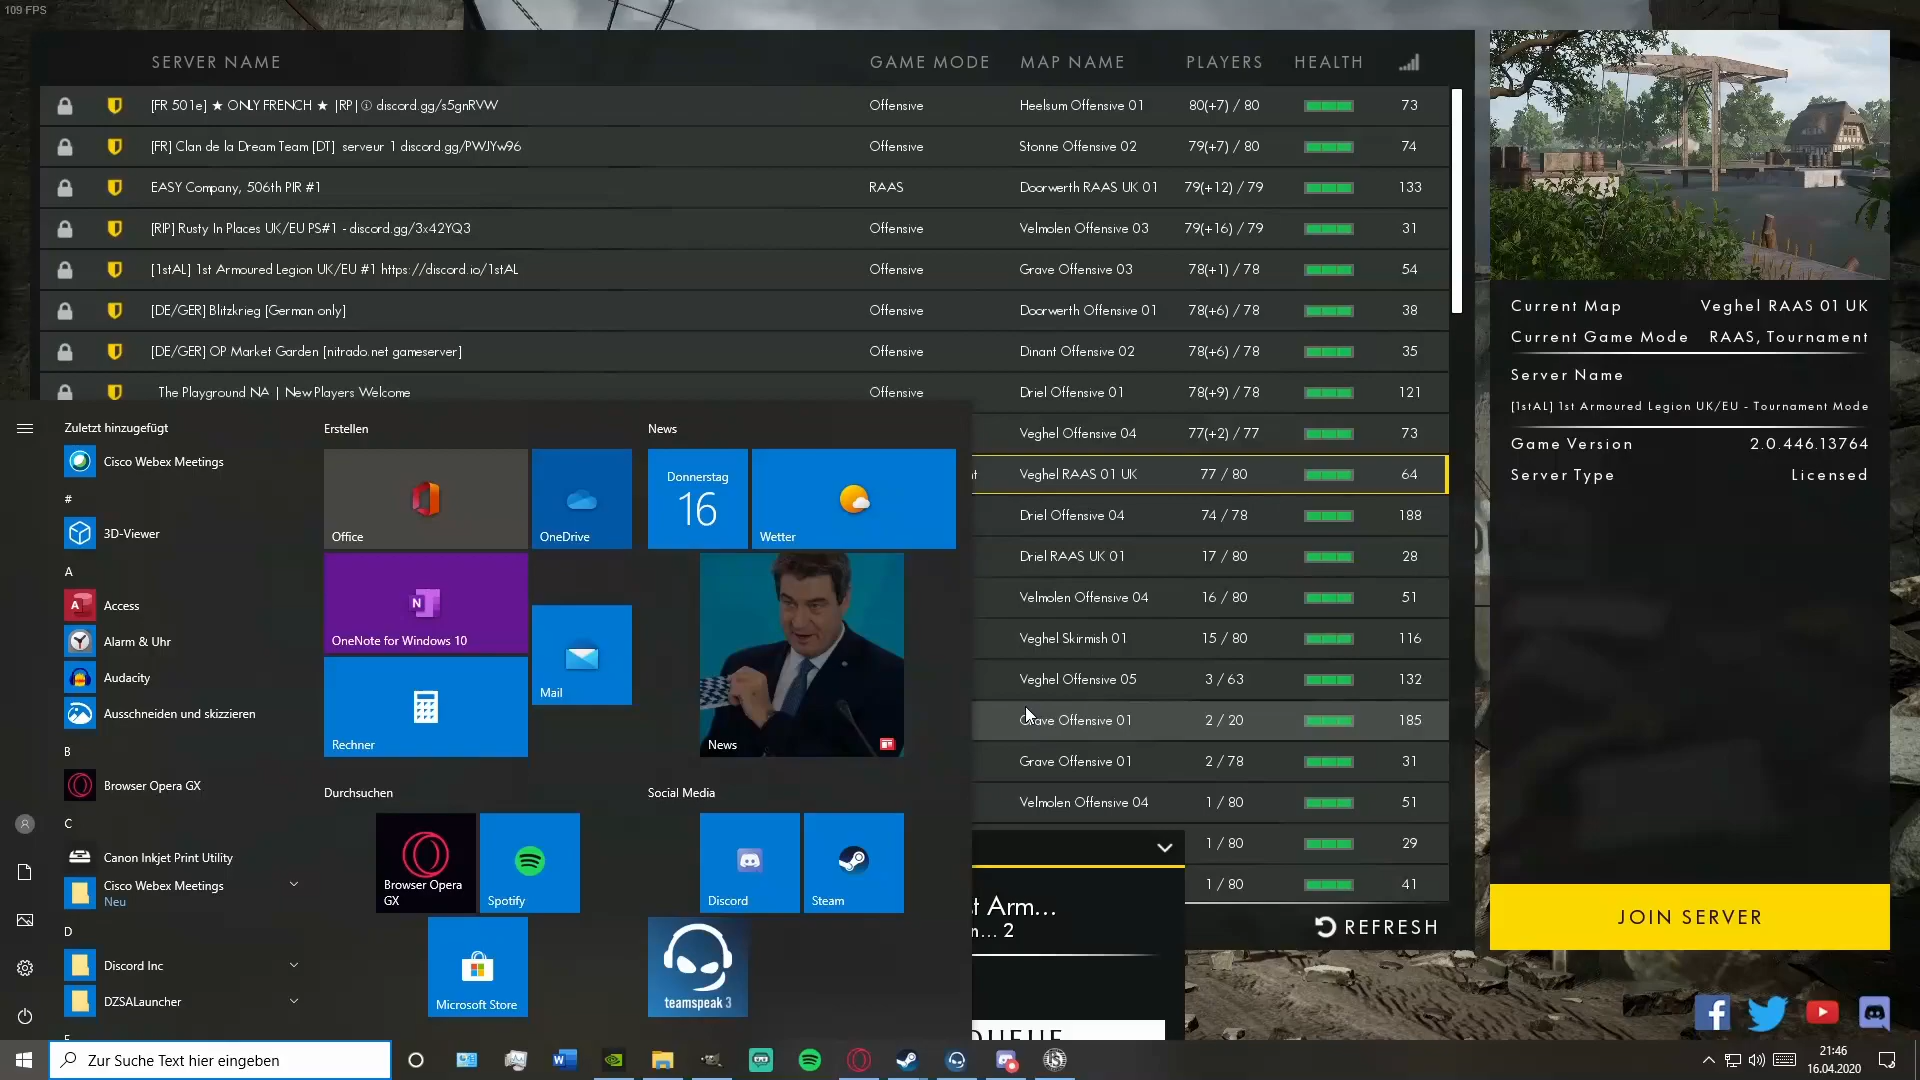 109 FPS
SERVER NAME GAME MODE MAP NAME PLAYERS HEALTH
[FR 501e] ★ ONLY FRENCH ★ |RP|ⓘ discord.gg/s5gnRVW Offensive Heelsum Offensive 01 80(+7) / 80 73
[FR] Clan de la Dream Team [DT] serveur 1 discord.gg/PWJYw96 Offensive Stonne Offensive 02 79(+7) / 80 74
EASY Company, 506th PIR #1 RAAS Doorwerth RAAS UK 01 79(+12) / 79 133
[RIP] Rusty In Places UK/EU PS#1 - discord.gg/3x42YQ3 Offensive Velmolen Offensive 03 79(+16) / 79 31
[1stAL] 1st Armoured Legion UK/EU #1 https://discord.io/1stAL Offensive Grave Offensive 03 78(+1) / 78 54
[DE/GER] Blitzkrieg [German only] Offensive Doorwerth Offensive 01 78(+6) / 78 38
[DE/GER] OP Market Garden [nitrado.net gameserver] Offensive Dinant Offensive 02 78(+6) / 78 35
The Playground NA | New Players Welcome Offensive Driel Offensive 01 78(+9) / 78 121
Veghel Offensive 04 77(+2) / 77 73
Veghel RAAS 01 UK 77 / 80 64
Driel Offensive 04 74 / 78 188
Driel RAAS UK 01 17 / 80 28
Velmolen Offensive 04 16 / 80 51
Veghel Skirmish 01 15 / 80 116
Veghel Offensive 05 3 / 63 132
Grave Offensive 01 2 / 20 185
Grave Offensive 01 2 / 78 31
Velmolen Offensive 04 1 / 80 51
1 / 80 29
1 / 80 41
REFRESH
Current Map Veghel RAAS 01 UK
Current Game Mode RAAS, Tournament
Server Name
[1stAL] 1st Armoured Legion UK/EU - Tournament Mode
Game Version 2.0.446.13764
Server Type Licensed
JOIN SERVER
t Arm...
n... 2
Zuletzt hinzugefügt
Cisco Webex Meetings
#
3D-Viewer
A
Access
Alarm & Uhr
Audacity
Ausschneiden und skizzieren
B
Browser Opera GX
C
Canon Inkjet Print Utility
Cisco Webex Meetings
Neu
D
Discord Inc
DZSALauncher
Erstellen
Office
OneDrive
OneNote for Windows 10
Mail
Rechner
News
Donnerstag
16
Wetter
News
Durchsuchen
Browser Opera
GX
Spotify
Microsoft Store
Social Media
Discord
Steam
teamspeak 3
Zur Suche Text hier eingeben
21:46
16.04.2020